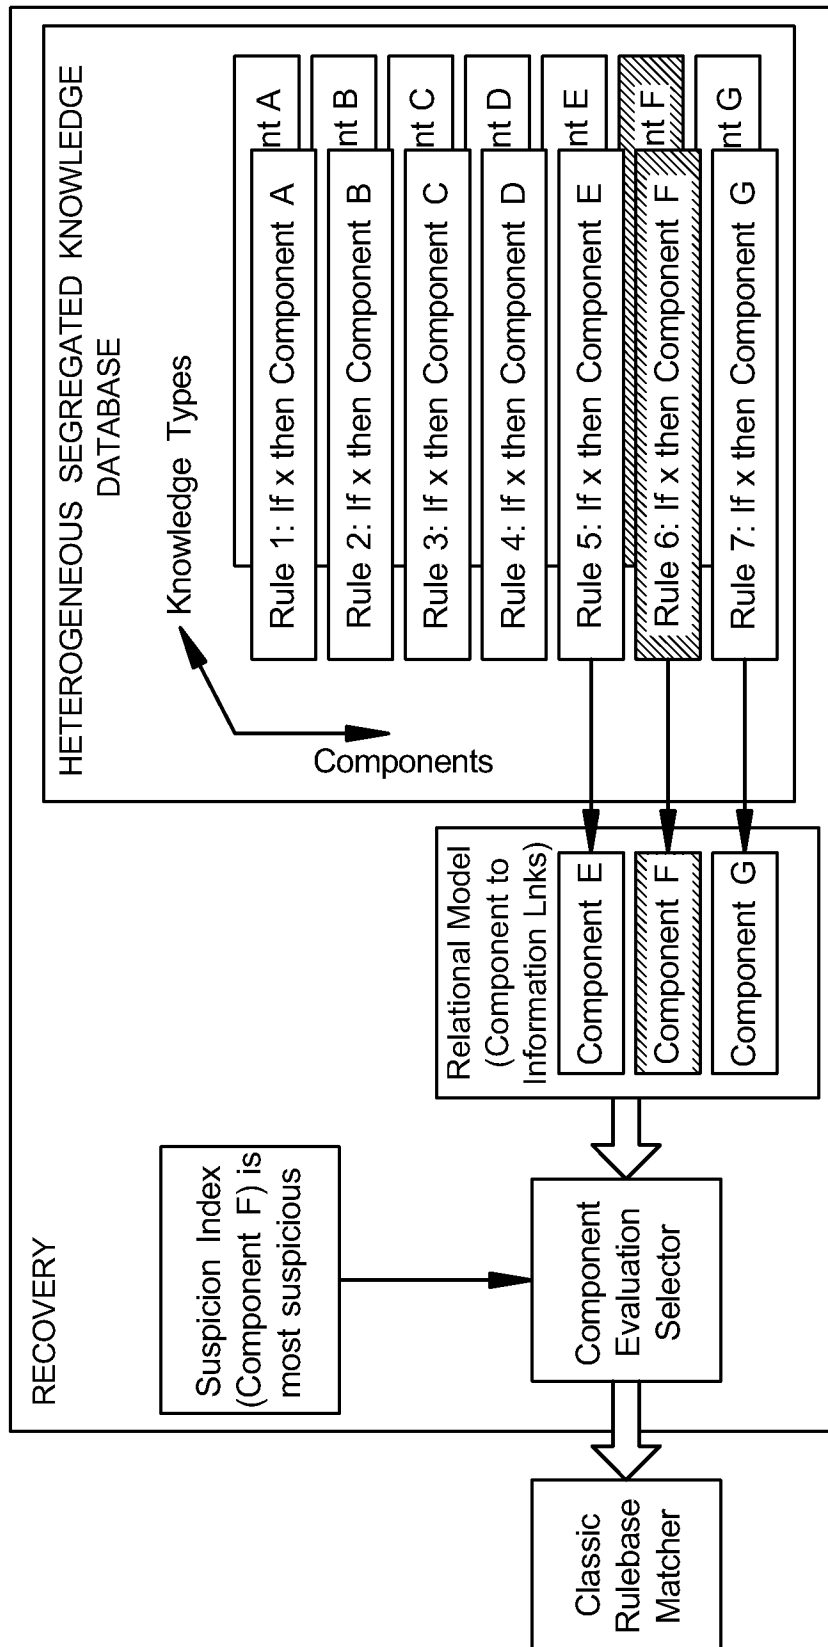 RECOVERY
HETEROGENEOUS SEGREGATED KNOWLEDGE
DATABASE
Knowledge Types
Components
nt A
nt B
nt C
nt D
nt E
nt F
nt G
Rule 1: If x then Component A
Rule 2: If x then Component B
Rule 3: If x then Component C
Rule 4: If x then Component D
Rule 5: If x then Component E
Rule 6: If x then Component F
Rule 7: If x then Component G
Relational Model
(Component to
Information Lnks)
Component E
Component F
Component G
Suspicion Index
(Component F) is
most suspicious
Component
Evaluation
Selector
Classic
Rulebase
Matcher